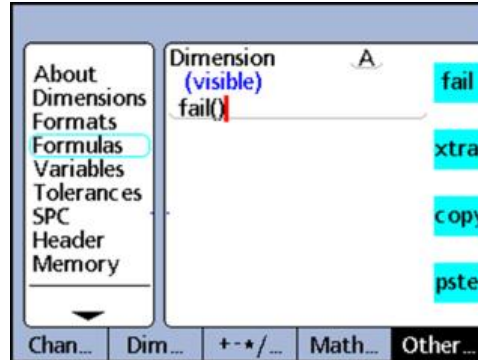 About
Dimensions
Formats
Formulas
Variables
Tolerances
SPC
Header
Memory
Dimension A
(visible)
fail()
fail
xtra
copy
pste
Chan... Dim... +-*/... Math... Other...